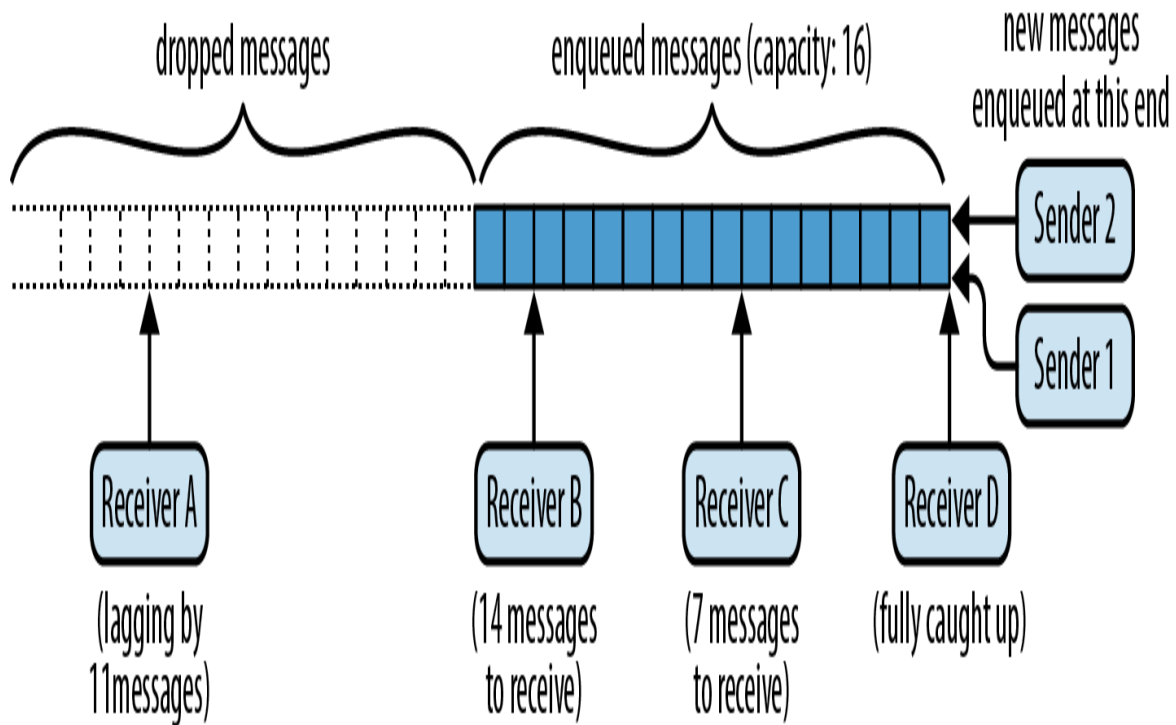 dropped messages
enqueued messages (capacity: 16)
new messages
enqueued at this end
Sender 2
Sender 1
Receiver A
Receiver B
Receiver C
Receiver D
(lagging by
11messages)
(14 messages
to receive)
(7 messages
to receive)
(fully caught up)